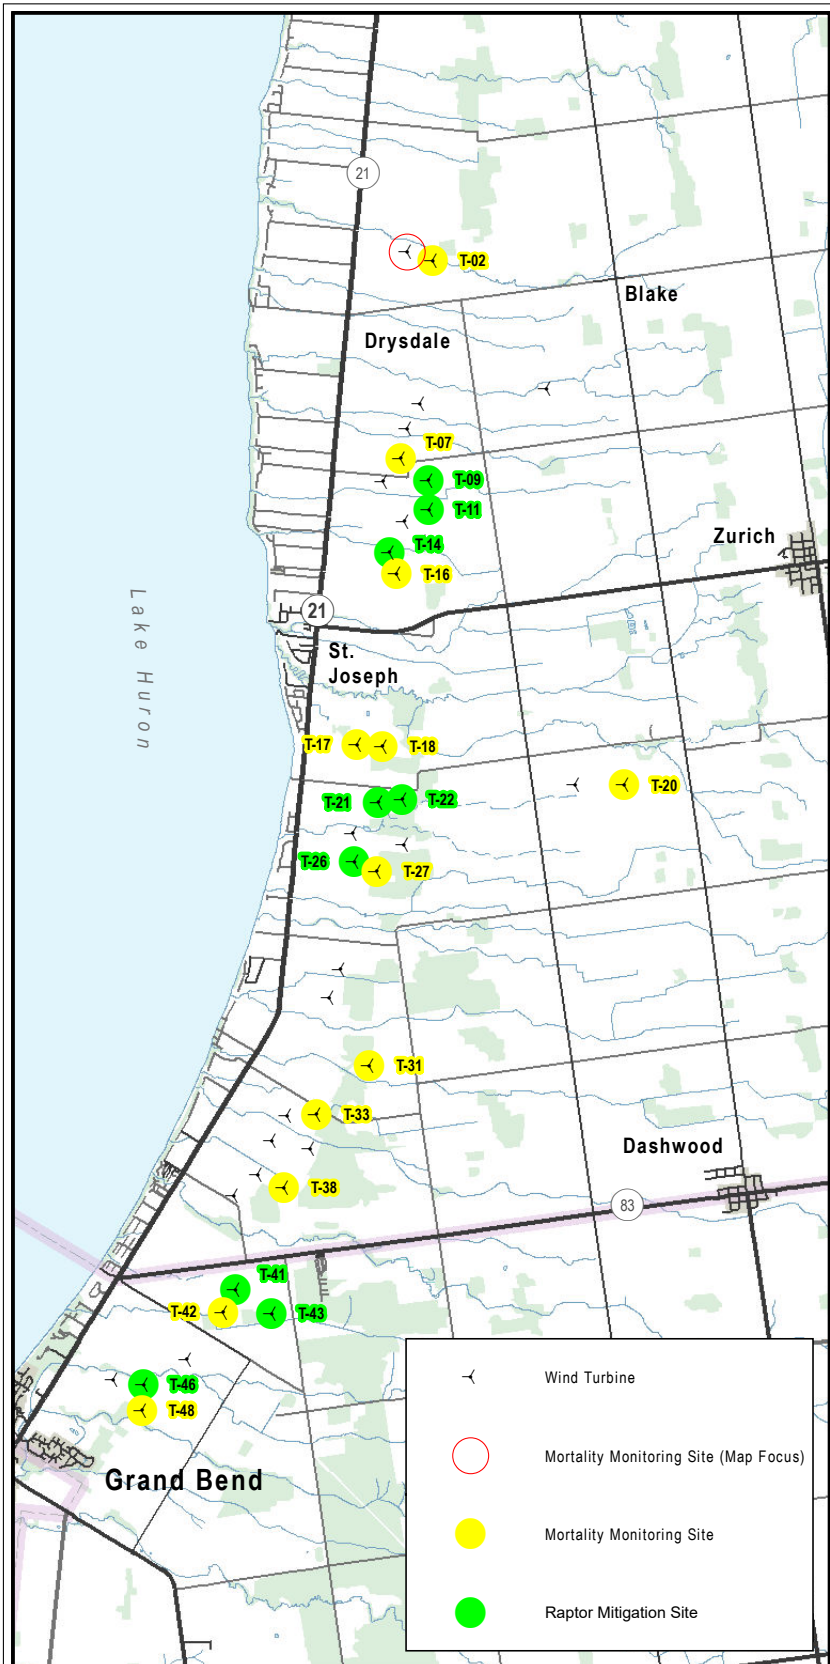 21
T-02
Blake
Drysdale
T-07
T-09
T-11
Zurich
T-14
T-16
21
Lake Huron
St.
Joseph
T-17
T-18
T-20
T-21
T-22
T-26
T-27
T-31
T-33
Dashwood
T-38
83
T-41
T-42
T-43
T-46
T-48
Grand Bend
Wind Turbine
Mortality Monitoring Site (Map Focus)
Mortality Monitoring Site
Raptor Mitigation Site